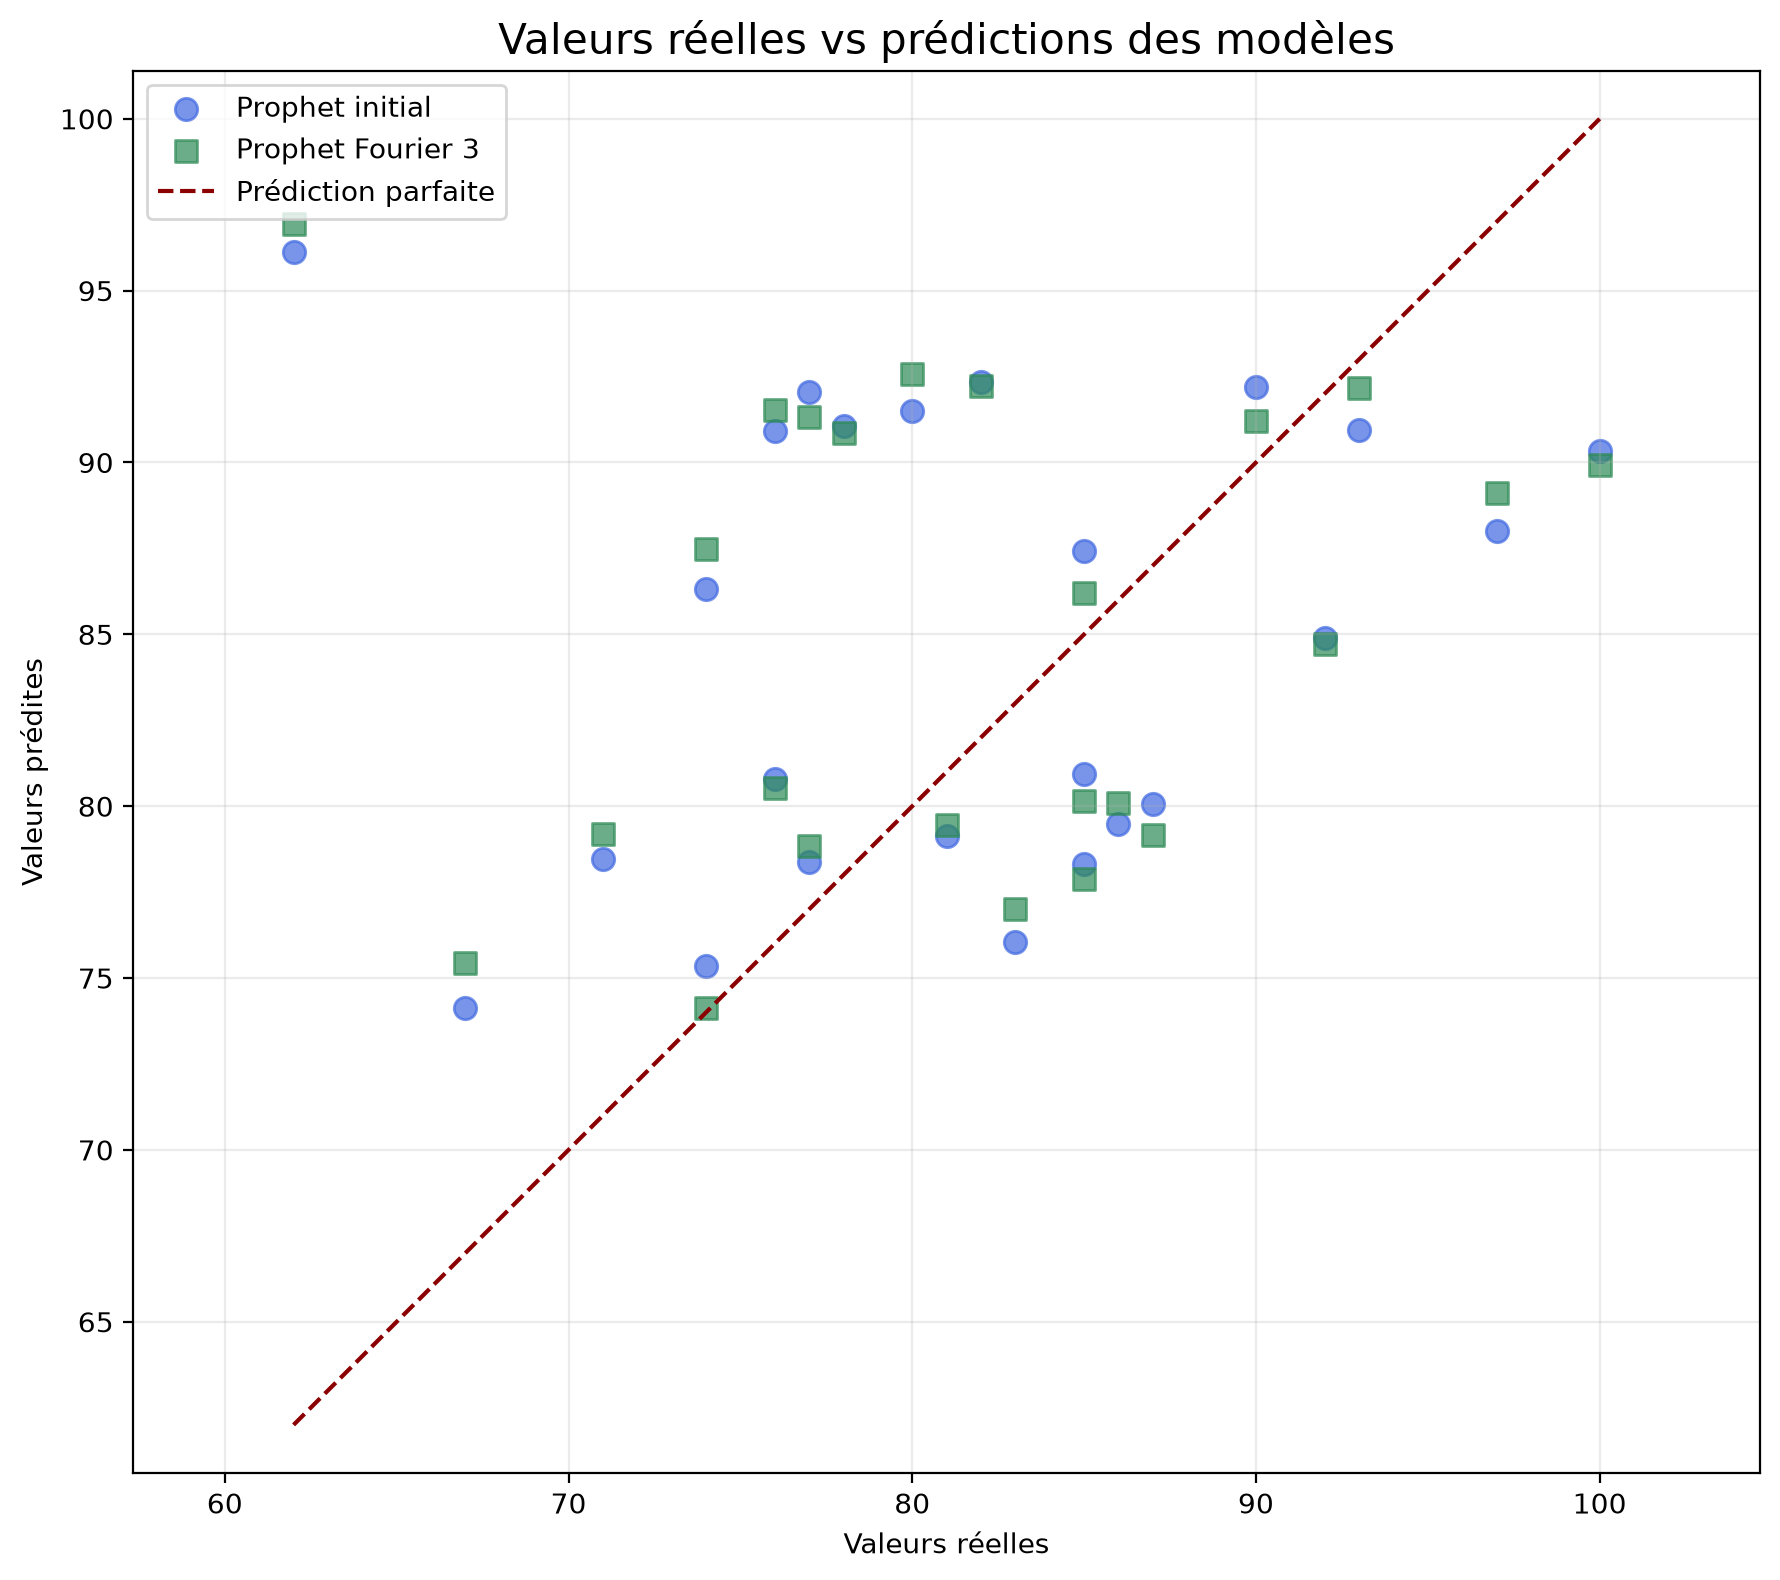 Valeurs réelles vs prédictions des modèles
Prophet initial
Prophet Fourier 3
Prédiction parfaite
100
95
90
85
80
75
70
65
Valeurs prédites
60 70 80 90 100
Valeurs réelles